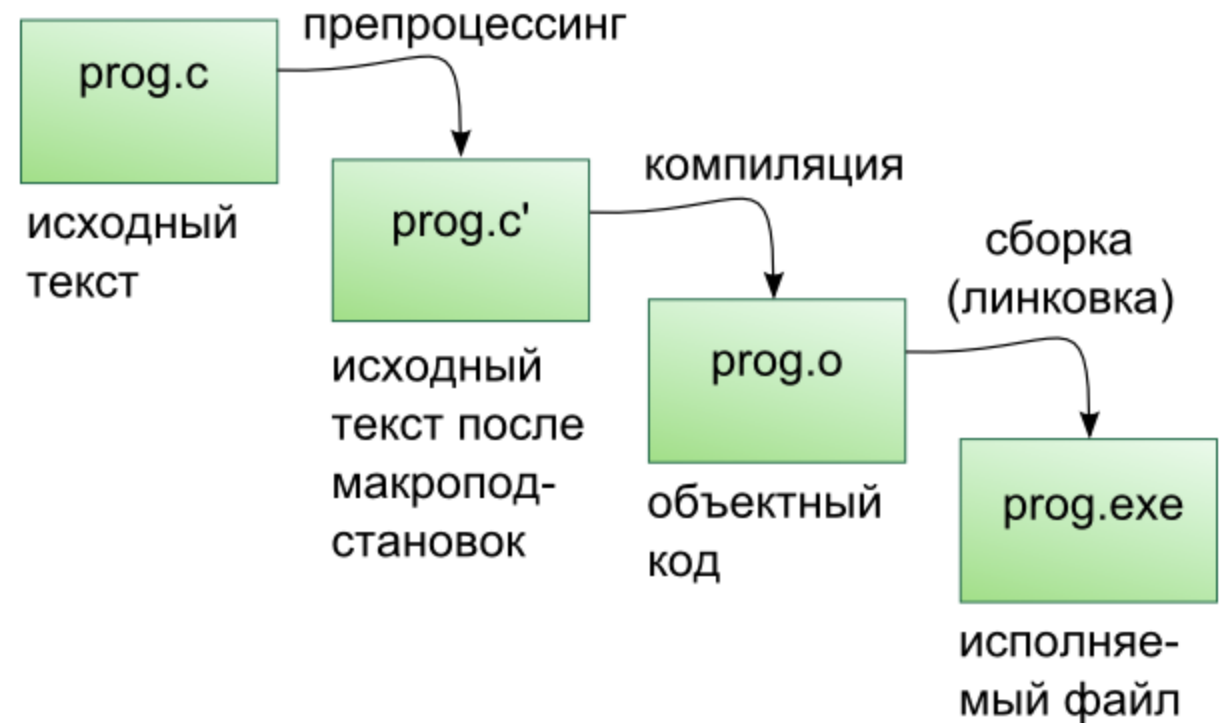 препроцессинг
prog.c
исходный
текст
компиляция
prog.c'
исходный
текст после
макропод-
становок
сборка
(линковка)
prog.o
объектный
код
prog.exe
исполняе-
мый файл